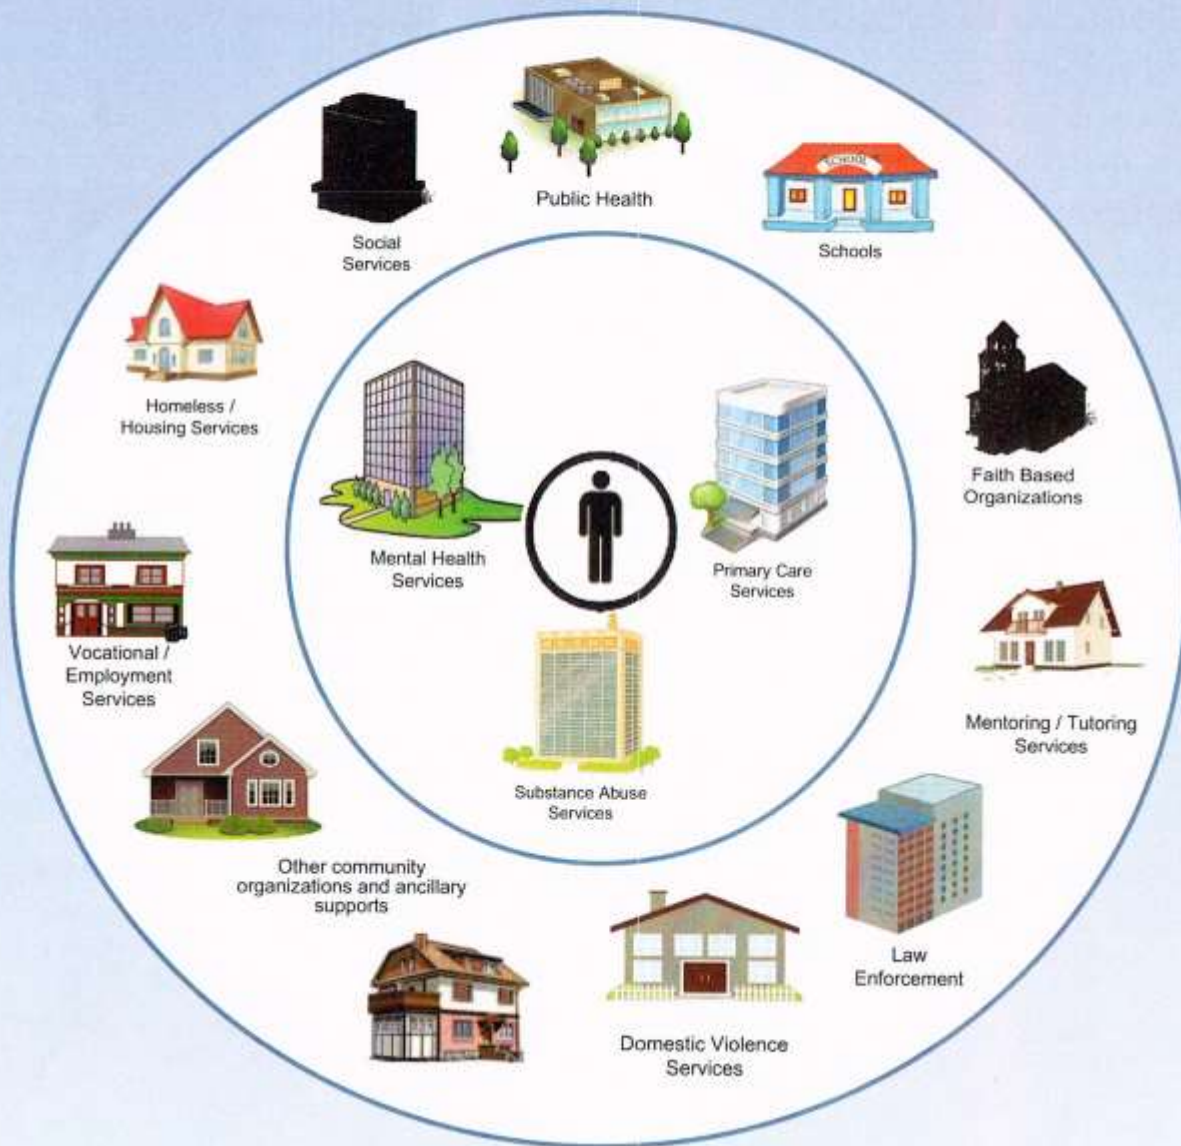 Public Health
Social
Services
SCHOOL
Schools
Homeless /
Housing Services
Faith Based
Organizations
Mental Health
Services
Primary Care
Services
Vocational /
Employment
Services
Mentoring / Tutoring
Services
Substance Abuse
Services
Other community
organizations and ancillary
supports
Law
Enforcement
Domestic Violence
Services